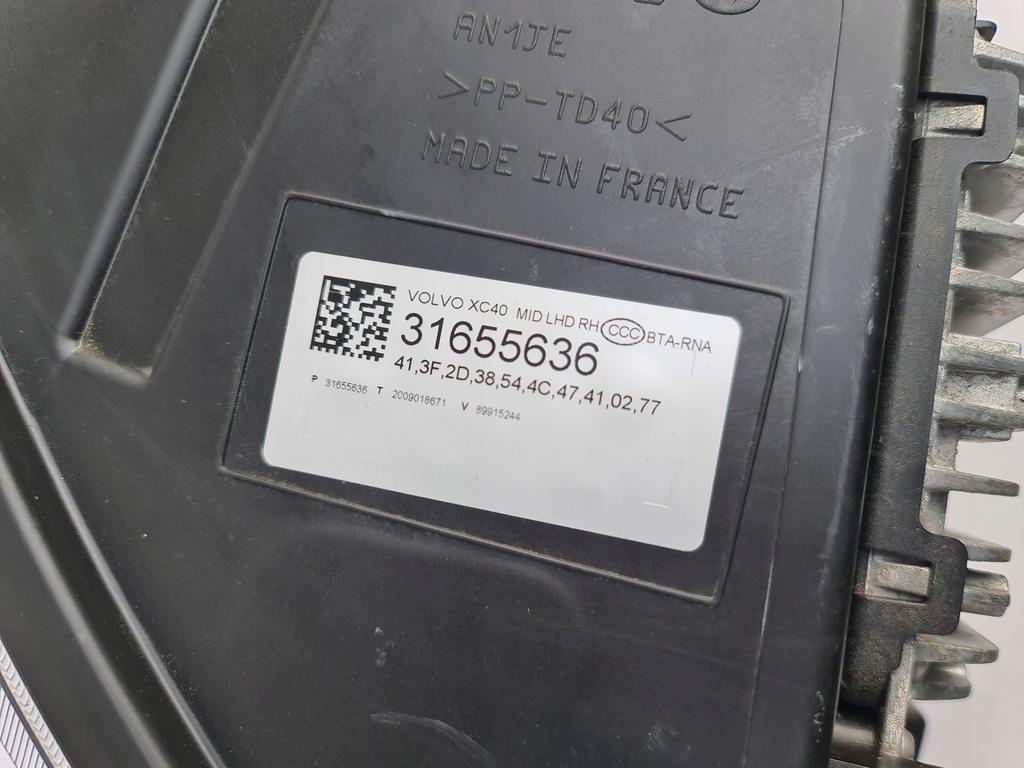 AN1JE
>PP-TD40<
MADE IN FRANCE
VOLVO XC40 MID LHD RH CCC BTA-RNA
31655636
41,3F,2D,38,54,4C,47,41,02,77
P 31655636 T 2009018671 V 89915244